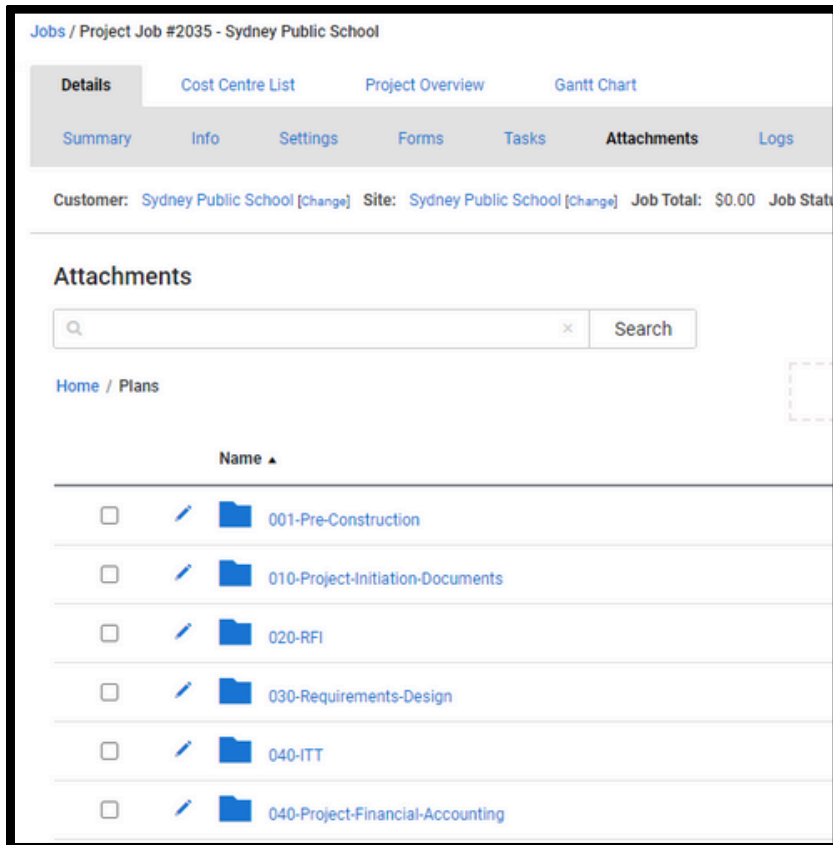 Jobs / Project Job #2035 - Sydney Public School
Details Cost Centre List Project Overview Gantt Chart
Summary Info Settings Forms Tasks Attachments Logs
Customer: Sydney Public School [Change] Site: Sydney Public School [Change] Job Total: $0.00 Job Statu
Attachments
Search
Home / Plans
Name
001-Pre-Construction
010-Project-Initiation-Documents
020-RFI
030-Requirements-Design
040-ITT
040-Project-Financial-Accounting